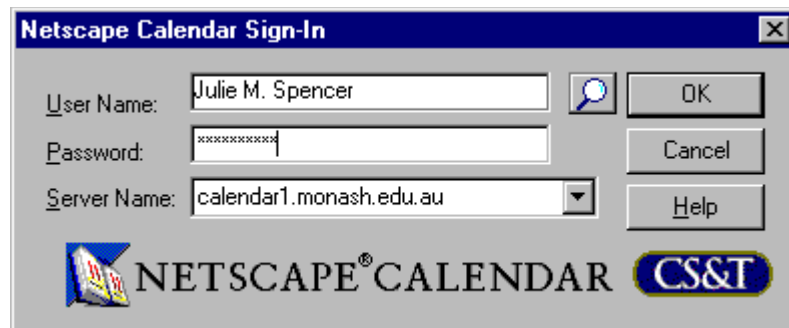 Netscape Calendar Sign-In
User Name: Julie M. Spencer OK
Password: ********** Cancel
Server Name: calendar1.monash.edu.au Help
NETSCAPE®CALENDAR CS&T